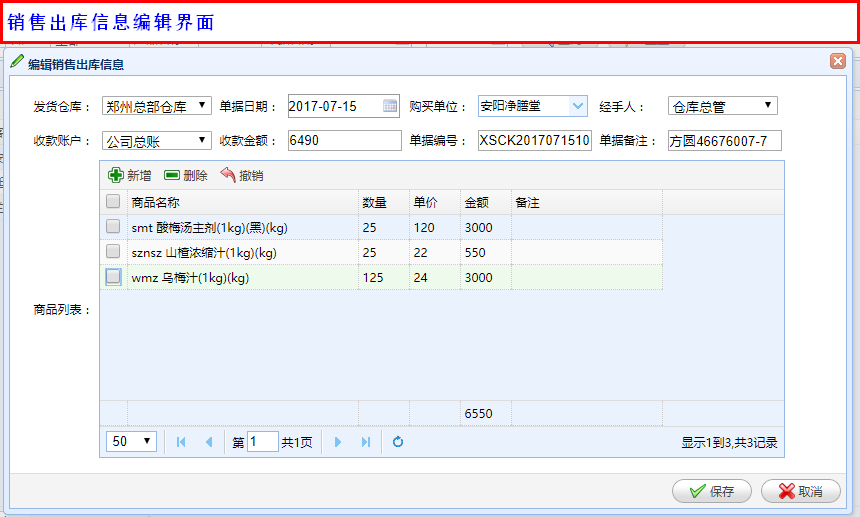 销售出库信息编辑界面
编辑销售出库信息
发货仓库： 郑州总部仓库 单据日期： 2017-07-15 购买单位： 安阳净膳堂 经手人： 仓库总管
收款账户： 公司总账 收款金额： 6490 单据编号： XSCK2017071510 单据备注： 方圆46676007-7
新增 删除 撤销
商品名称 数量 单价 金额 备注
smt 酸梅汤主剂(1kg)(黑)(kg) 25 120 3000
sznsz 山楂浓缩汁(1kg)(kg) 25 22 550
wmz 乌梅汁(1kg)(kg) 125 24 3000
商品列表：
6550
50 第 1 共1页 显示1到3,共3记录
保存 取消